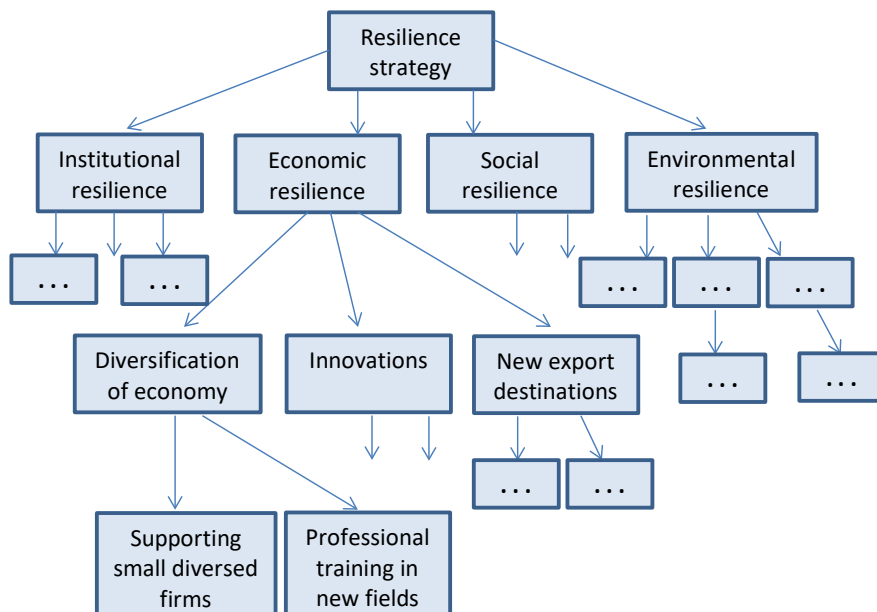 Resilience
strategy
Institutional
resilience
Economic
resilience
Social
resilience
Environmental
resilience
...
...
...
...
...
Diversification
of economy
Innovations
New export
destinations
...
...
...
...
Supporting
small diversed
firms
Professional
training in
new fields